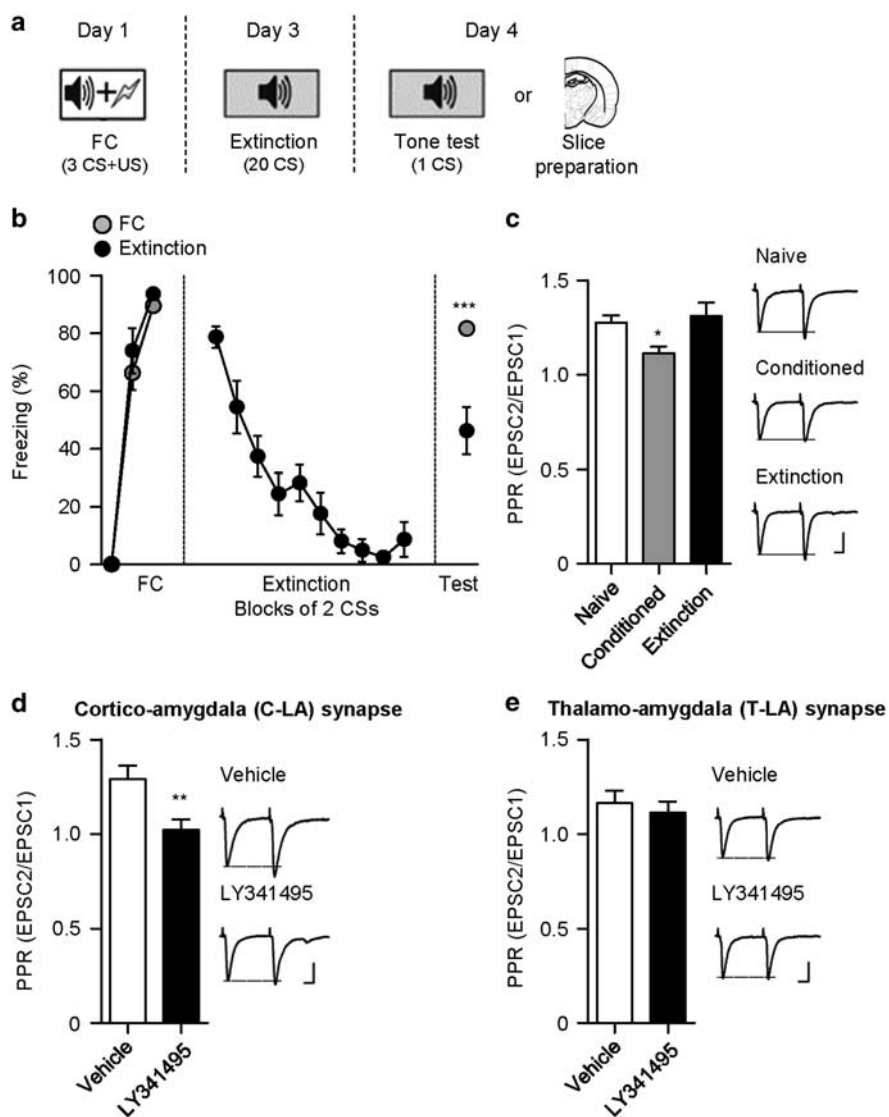 a
Day 1
Day 3
Day 4
FC
(3 CS+US)
Extinction
(20 CS)
Tone test
(1 CS)
or
Slice
preparation
b
FC
Extinction
Freezing (%)
100
80
60
40
20
0
***
FC
Extinction
Test
Blocks of 2 CSs
c
PPR (EPSC2/EPSC1)
1.5
1.0
0.5
0
*
Naive
Conditioned
Extinction
Naive
Conditioned
Extinction
d
Cortico-amygdala (C-LA) synapse
PPR (EPSC2/EPSC1)
1.5
1.0
0.5
0
**
Vehicle
LY341495
Vehicle
LY341495
e
Thalamo-amygdala (T-LA) synapse
PPR (EPSC2/EPSC1)
1.5
1.0
0.5
0
Vehicle
LY341495
Vehicle
LY341495